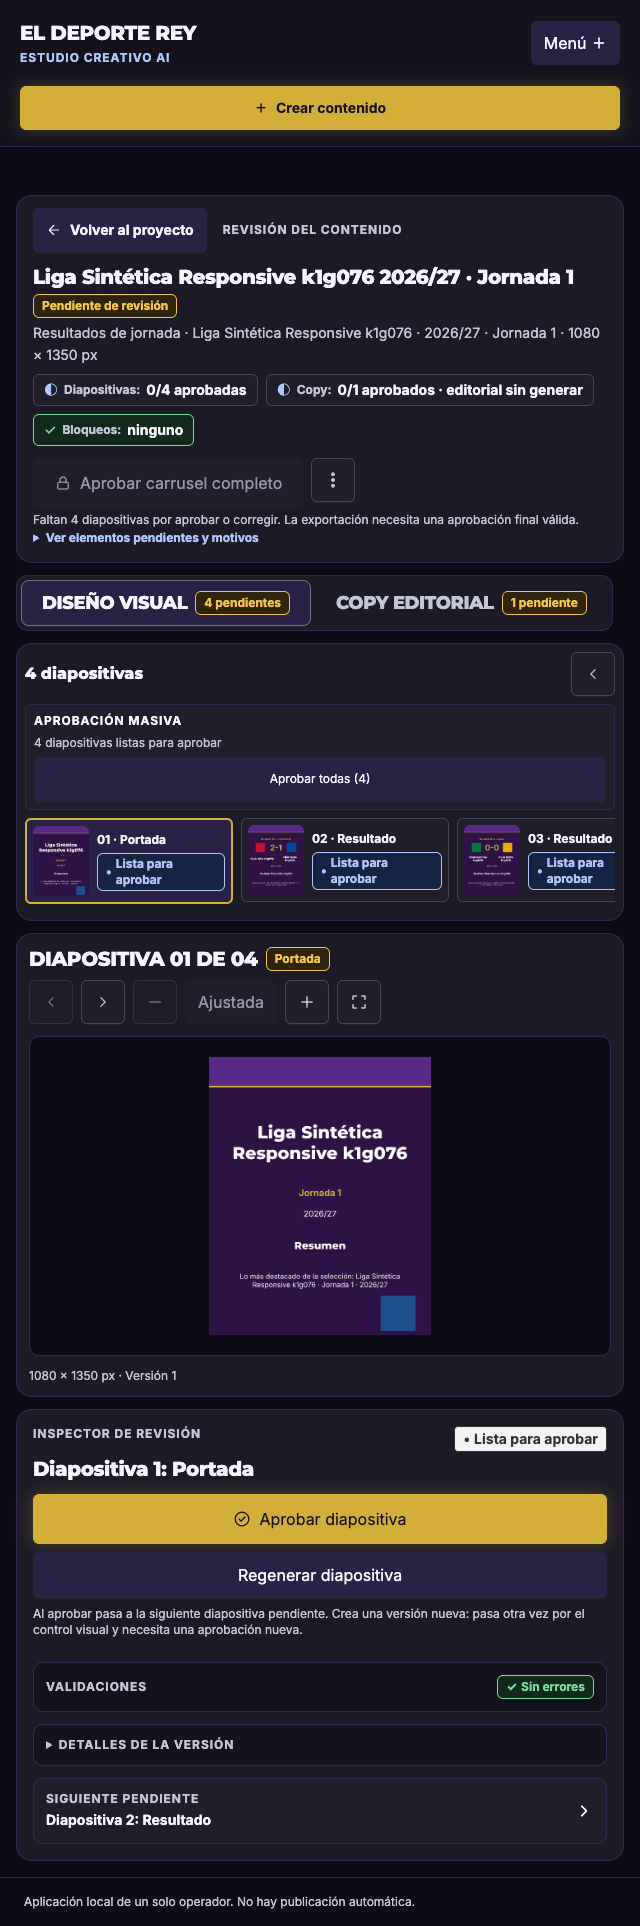 EL DEPORTE REY
ESTUDIO CREATIVO AI
Menú +
+ Crear contenido
← Volver al proyecto
REVISIÓN DEL CONTENIDO
Liga Sintética Responsive k1g076 2026/27 · Jornada 1
Pendiente de revisión
Resultados de jornada · Liga Sintética Responsive k1g076 · 2026/27 · Jornada 1 · 1080
× 1350 px
Diapositivas: 0/4 aprobadas
Copy: 0/1 aprobados · editorial sin generar
✓ Bloqueos: ninguno
Aprobar carrusel completo
Faltan 4 diapositivas por aprobar o corregir. La exportación necesita una aprobación final válida.
▸ Ver elementos pendientes y motivos
DISEÑO VISUAL 4 pendientes
COPY EDITORIAL 1 pendiente
4 diapositivas
APROBACIÓN MASIVA
4 diapositivas listas para aprobar
Aprobar todas (4)
Liga Sintética
Responsive k1g076
01 · Portada
• Lista para
aprobar
2-1
02 · Resultado
• Lista para
aprobar
0-0
03 · Resultado
• Lista para
aprobar
DIAPOSITIVA 01 DE 04
Portada
Ajustada
Liga Sintética
Responsive k1g076
Jornada 1
2026/27
Resumen
Lo más destacado de la selección: Liga Sintética
Responsive k1g076 · Jornada 1 · 2026/27
1080 × 1350 px · Versión 1
INSPECTOR DE REVISIÓN
• Lista para aprobar
Diapositiva 1: Portada
Aprobar diapositiva
Regenerar diapositiva
Al aprobar pasa a la siguiente diapositiva pendiente. Crea una versión nueva: pasa otra vez por el
control visual y necesita una aprobación nueva.
VALIDACIONES
✓ Sin errores
▸ DETALLES DE LA VERSIÓN
SIGUIENTE PENDIENTE
Diapositiva 2: Resultado
Aplicación local de un solo operador. No hay publicación automática.